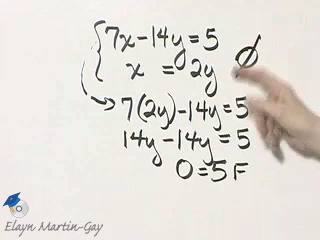 7x-14y=5
x = 2y
∅
7(2y)-14y=5
14y-14y=5
0=5 F
Elayn Martin-Gay